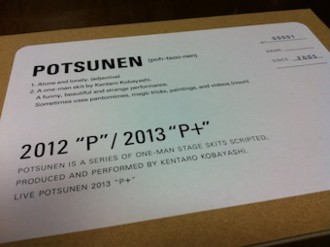 POTSUNEN [poh-tsoo-nen]
1. Alone and lonely. (adjective)
2. A one-man skit by Kentaro Kobayashi.
A funny, beautiful and strange performance.
Sometimes uses pantomimes, magic tricks, paintings, and videos
00001
NAME
SINCE 2005
2012 "P" / 2013 "P+"
POTSUNEN IS A SERIES OF ONE-MAN STAGE SKITS SCRIPTED,
PRODUCED AND PERFORMED BY KENTARO KOBAYASHI.
LIVE POTSUNEN 2013 "P+"